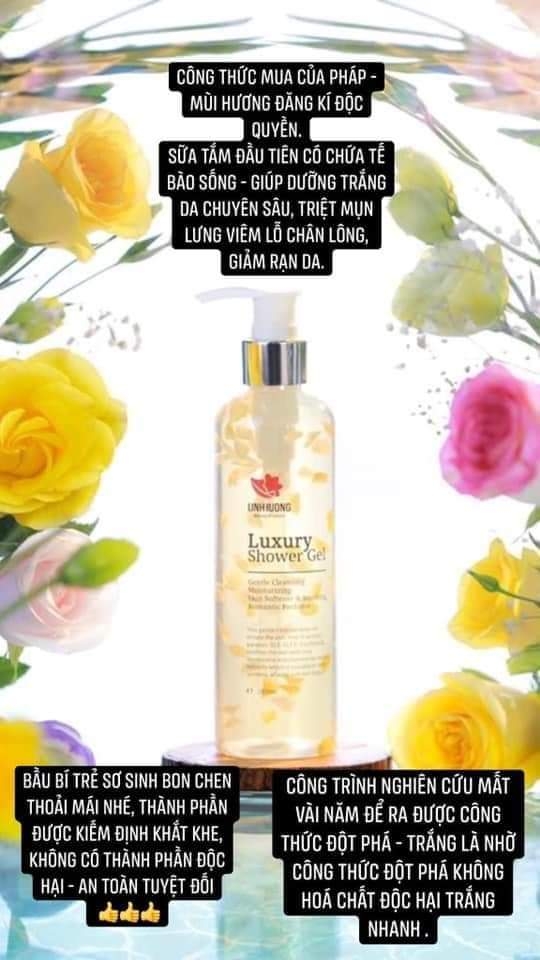 CÔNG THỨC MUA CỦA PHÁP -
MÙI HƯƠNG ĐĂNG KÍ ĐỘC
QUYỀN.
SỮA TẮM ĐẦU TIÊN CÓ CHỨA TẾ
BÀO SỐNG - GIÚP DƯỠNG TRẮNG
DA CHUYÊN SÂU, TRIỆT MỤN
LƯNG VIÊM LỖ CHÂN LÔNG,
GIẢM RẠN DA.
LINH HUONG
Luxury
Shower Gel
Gentle Cleansing
Moisturizing
BẦU BÍ TRẺ SƠ SINH BON CHEN
THOẢI MÁI NHÉ, THÀNH PHẦN
ĐƯỢC KIỂM ĐỊNH KHẮT KHE,
KHÔNG CÓ THÀNH PHẦN ĐỘC
HẠI - AN TOÀN TUYỆT ĐỐI
👍👍👍
CÔNG TRÌNH NGHIÊN CỨU MẤT
VÀI NĂM ĐỂ RA ĐƯỢC CÔNG
THỨC ĐỘT PHÁ - TRẮNG LÀ NHỜ
CÔNG THỨC ĐỘT PHÁ KHÔNG
HOÁ CHẤT ĐỘC HẠI TRẮNG
NHANH .